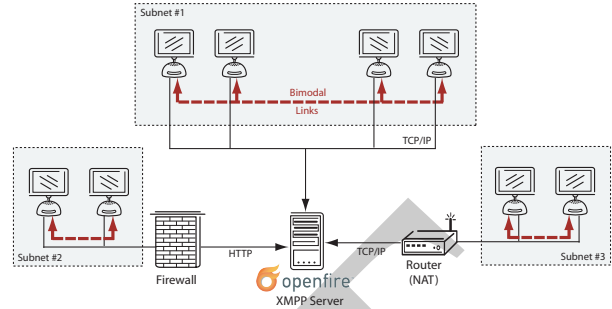 Subnet #1
Bimodal
Links
TCP/IP
Subnet #2
Firewall
HTTP
openfire
XMPP Server
TCP/IP
Router
(NAT)
Subnet #3